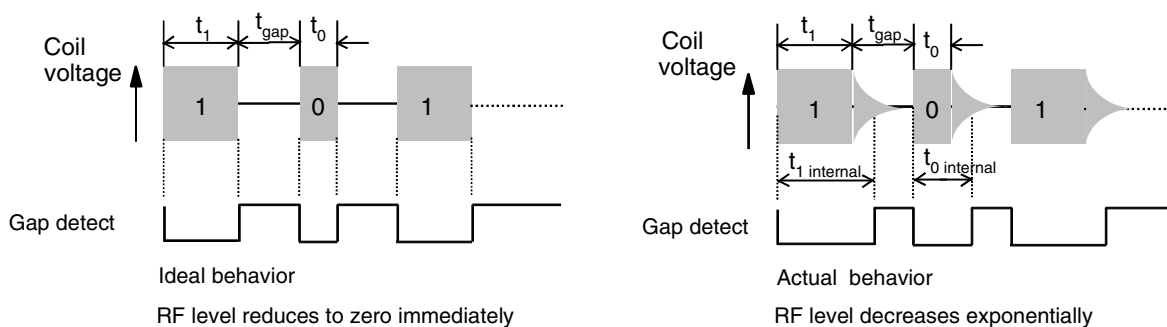 t1
tgap
t0
Coil
voltage
1
0
1
Gap detect
Ideal behavior
RF level reduces to zero immediately
t1
tgap
t0
Coil
voltage
1
0
1
t1 internal
t0 internal
Gap detect
Actual behavior
RF level decreases exponentially